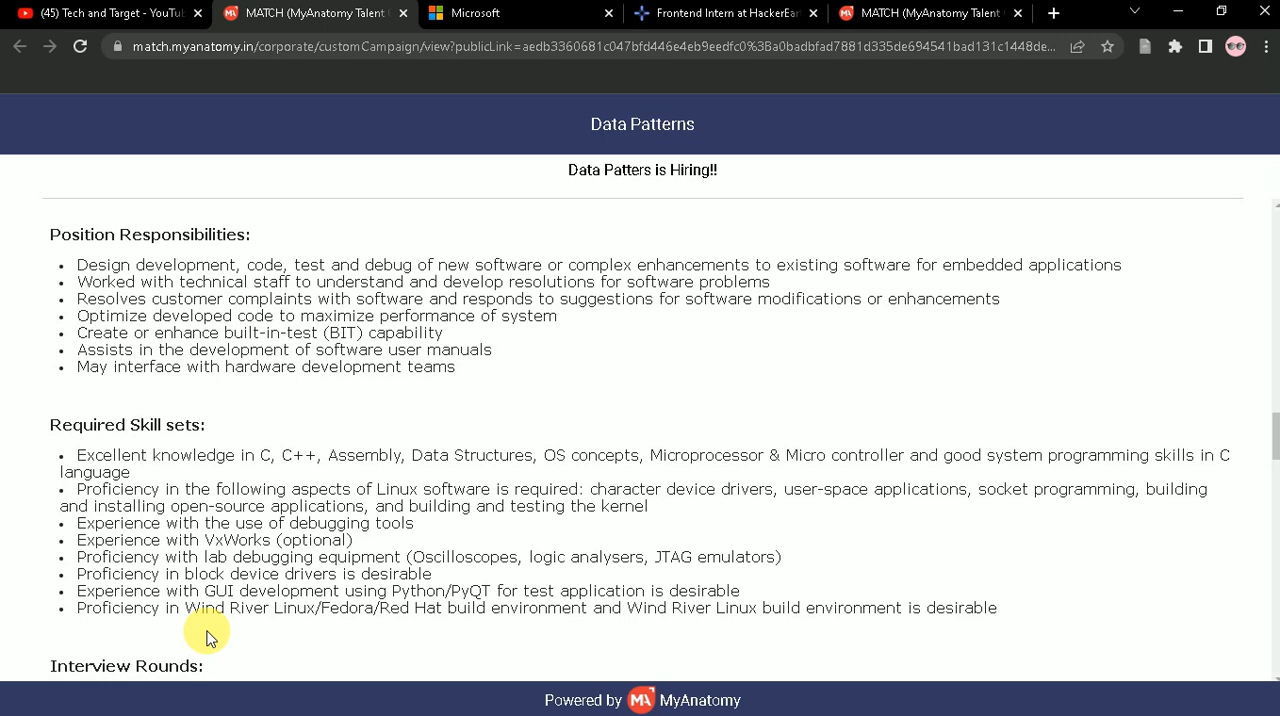 (45) Tech and Target - YouTu
MATCH (MyAnatomy Talent C
Microsoft
Frontend Intern at HackerEar
MATCH (MyAnatomy Talent
match.myanatomy.in/corporate/customCampaign/view?publicLink=aedb3360681c047bfd446e4eb9eedfc0%3Ba0badbfad7881d335de694541bad131c1448de...
Data Patterns
Data Patters is Hiring!!
Position Responsibilities:
• Design development, code, test and debug of new software or complex enhancements to existing software for embedded applications
• Worked with technical staff to understand and develop resolutions for software problems
• Resolves customer complaints with software and responds to suggestions for software modifications or enhancements
• Optimize developed code to maximize performance of system
• Create or enhance built-in-test (BIT) capability
• Assists in the development of software user manuals
• May interface with hardware development teams
Required Skill sets:
• Excellent knowledge in C, C++, Assembly, Data Structures, OS concepts, Microprocessor & Micro controller and good system programming skills in C
language
• Proficiency in the following aspects of Linux software is required: character device drivers, user-space applications, socket programming, building
and installing open-source applications, and building and testing the kernel
• Experience with the use of debugging tools
• Experience with VxWorks (optional)
• Proficiency with lab debugging equipment (Oscilloscopes, logic analysers, JTAG emulators)
• Proficiency in block device drivers is desirable
• Experience with GUI development using Python/PyQT for test application is desirable
• Proficiency in Wind River Linux/Fedora/Red Hat build environment and Wind River Linux build environment is desirable
Interview Rounds:
Powered by MA MyAnatomy